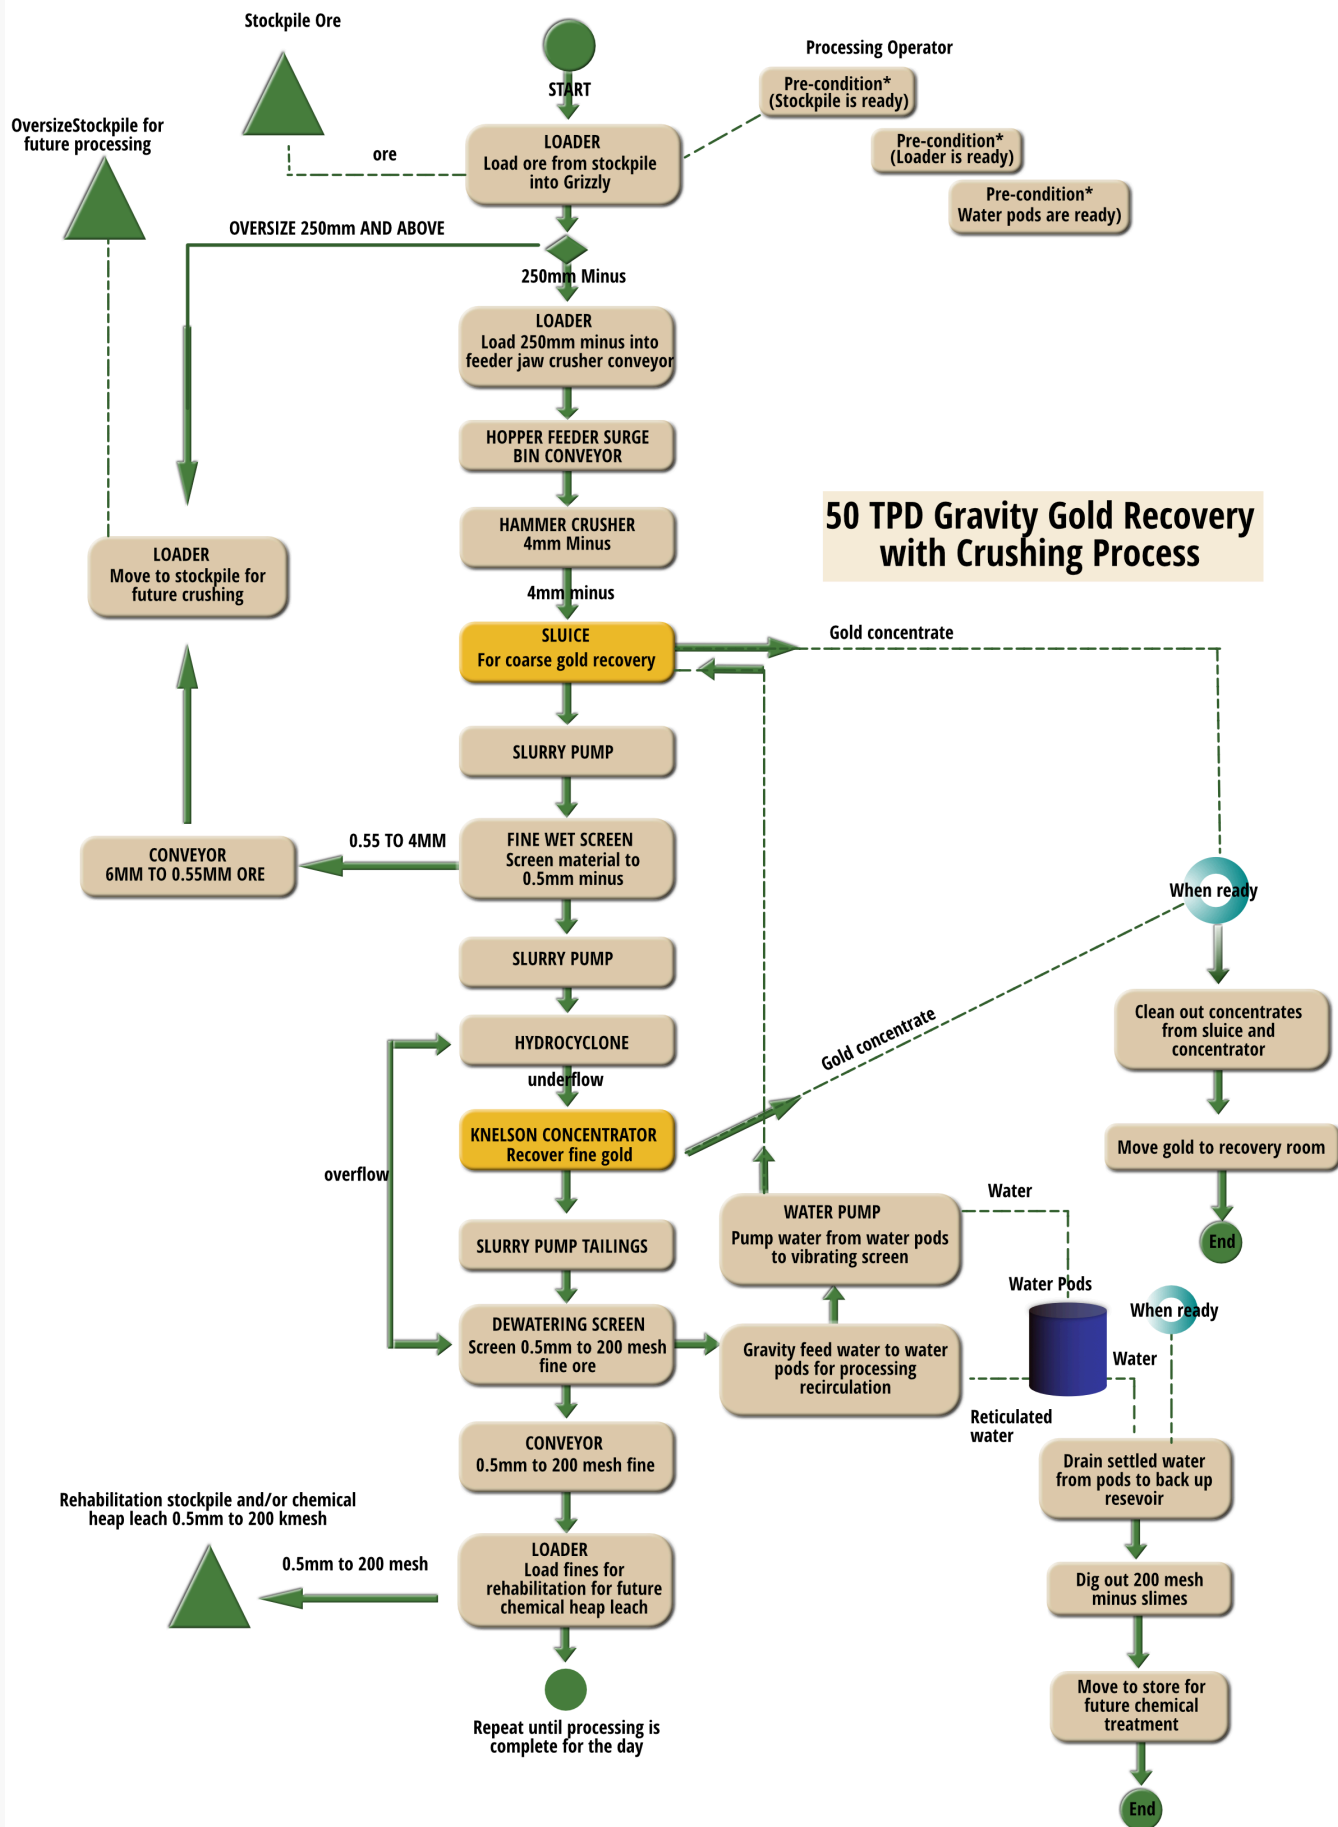 Stockpile Ore
START
Processing Operator
Pre-condition*
(Stockpile is ready)
Pre-condition*
(Loader is ready)
Pre-condition*
Water pods are ready)
OversizeStockpile for
future processing
ore
LOADER
Load ore from stockpile
into Grizzly
OVERSIZE 250mm AND ABOVE
250mm Minus
LOADER
Load 250mm minus into
feeder jaw crusher conveyor
HOPPER FEEDER SURGE
BIN CONVEYOR
HAMMER CRUSHER
4mm Minus
50 TPD Gravity Gold Recovery
with Crushing Process
LOADER
Move to stockpile for
future crushing
4mm minus
SLUICE
For coarse gold recovery
Gold concentrate
SLURRY PUMP
FINE WET SCREEN
Screen material to
0.5mm minus
0.55 TO 4MM
CONVEYOR
6MM TO 0.55MM ORE
When ready
SLURRY PUMP
HYDROCYCLONE
underflow
Gold concentrate
Clean out concentrates
from sluice and
concentrator
KNELSON CONCENTRATOR
Recover fine gold
Move gold to recovery room
overflow
End
SLURRY PUMP TAILINGS
WATER PUMP
Pump water from water pods
to vibrating screen
Water
Water Pods
When ready
DEWATERING SCREEN
Screen 0.5mm to 200 mesh
fine ore
Gravity feed water to water
pods for processing
recirculation
Water
Reticulated
water
CONVEYOR
0.5mm to 200 mesh fine
Drain settled water
from pods to back up
resevoir
Rehabilitation stockpile and/or chemical
heap leach 0.5mm to 200 kmesh
0.5mm to 200 mesh
LOADER
Load fines for
rehabilitation for future
chemical heap leach
Dig out 200 mesh
minus slimes
Move to store for
future chemical
treatment
Repeat until processing is
complete for the day
End